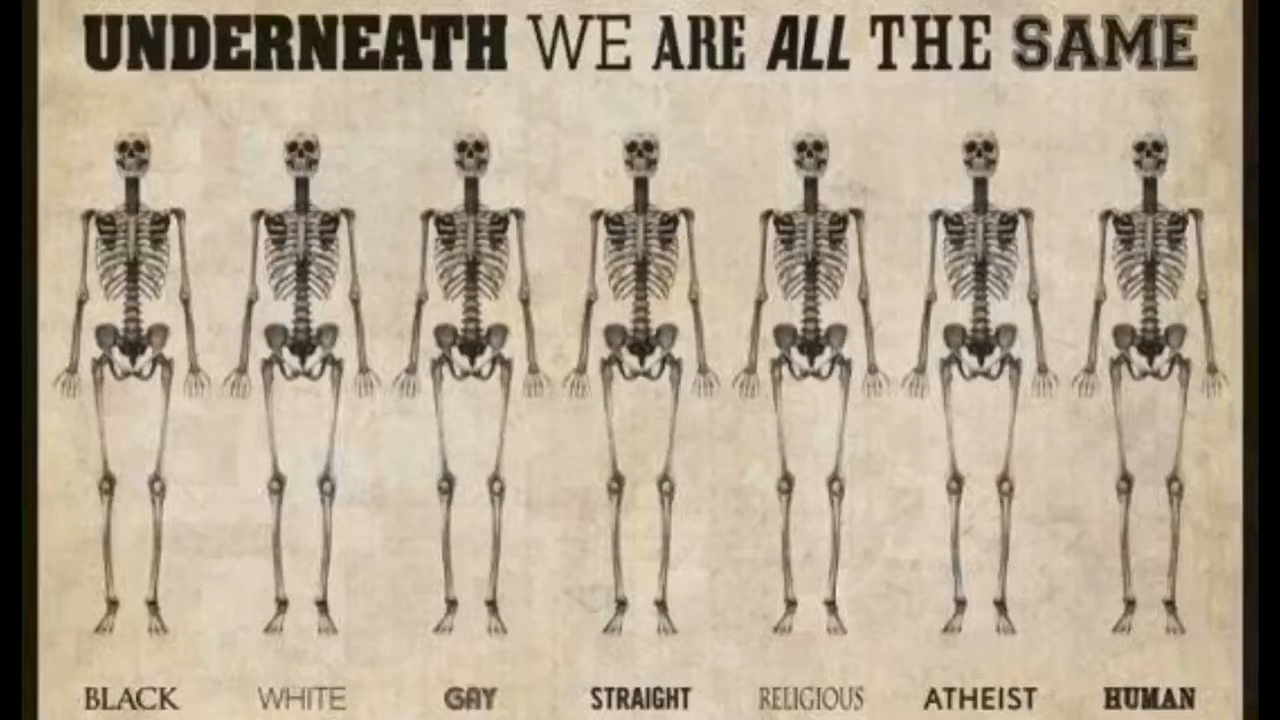 UNDERNEATH WE ARE ALL THE SAME
BLACK WHITE GAY STRAIGHT RELIGIOUS ATHEIST HUMAN